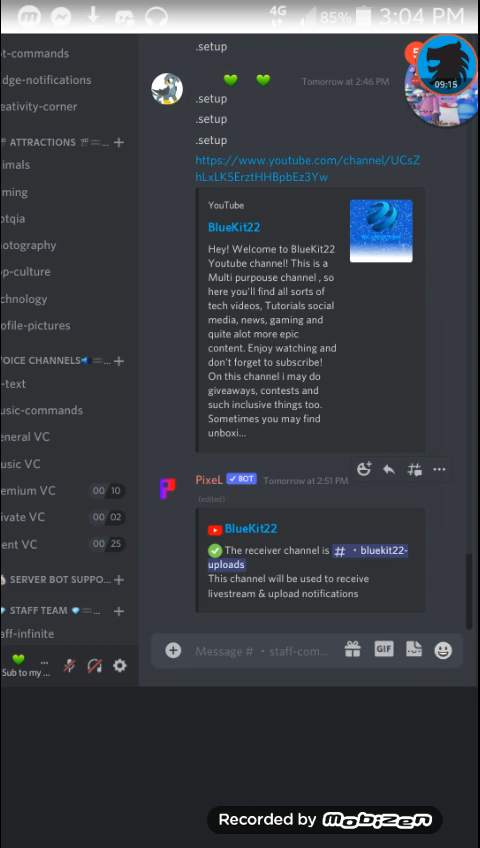 4G 85% 3:04 PM
t-commands
dge-notifications
eativity-corner
ATTRACTIONS
imals
ming
otqia
otography
p-culture
chnology
ofile-pictures
VOICE CHANNELS
-text
usic-commands
eneral VC
usic VC
emium VC 00 10
ivate VC 00 02
ent VC 00 25
SERVER BOT SUPPO...
STAFF TEAM
aff-infinite
Sub to my ...
.setup
Tomorrow at 2:46 PM
.setup
.setup
.setup
https://www.youtube.com/channel/UCsZ
hLxLK5ErztHHBpbEz3Yw
YouTube
BlueKit22
Hey! Welcome to BlueKit22
Youtube channel! This is a
Multi purpouse channel , so
here you'll find all sorts of
tech videos, Tutorials social
media, news, gaming and
quite alot more epic
content. Enjoy watching and
don't forget to subscribe!
On this channel i may do
giveaways, contests and
such inclusive things too.
Sometimes you may find
unboxi...
PixeL BOT Tomorrow at 2:51 PM
(edited)
BlueKit22
The receiver channel is # ・bluekit22-
uploads
This channel will be used to receive
livestream & upload notifications
Message # ・staff-com...
GIF
09:15
5
Recorded by Mobizen